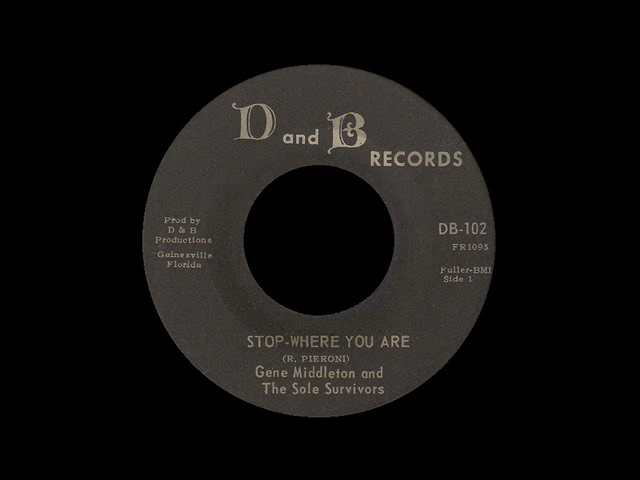 D and B
RECORDS
Prod by
D & B
Productions
Gainesville
Florida
DB-102
FR1095
Fuller-BMI
Side 1
STOP-WHERE YOU ARE
(R. PIERONI)
Gene Middleton and
The Sole Survivors